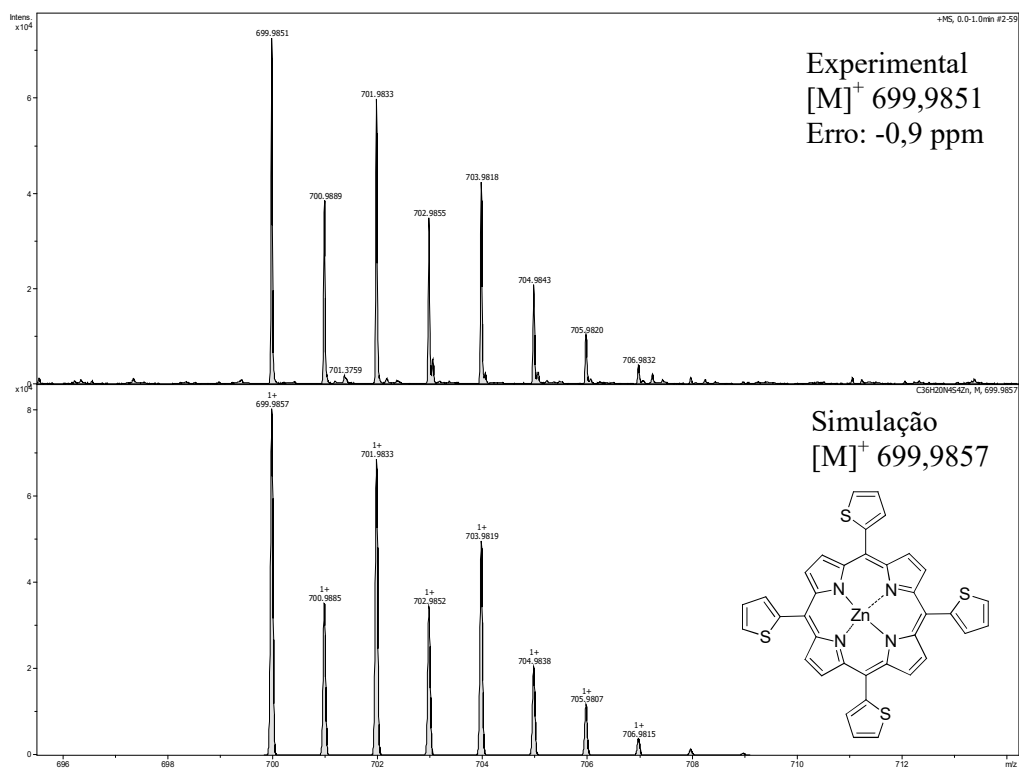 Intens.
x10⁴
+MS, 0.0-1.0min #2-59
699.9851
Experimental
[M]⁺ 699,9851
Erro: -0,9 ppm
6
701.9833
4
700.9889
702.9855
703.9818
2
704.9843
705.9820
706.9832
701.3759
0
x10⁴
C36H20N4S4Zn, M, 699.9857
1+
699.9857
Simulação
[M]⁺ 699,9857
8
1+
701.9833
6
1+
703.9819
4
1+
700.9885
1+
702.9852
2
1+
704.9838
1+
705.9807
1+
706.9815
0
S
N
N
S
Zn
S
N
N
S
696
698
700
702
704
706
708
710
712
m/z